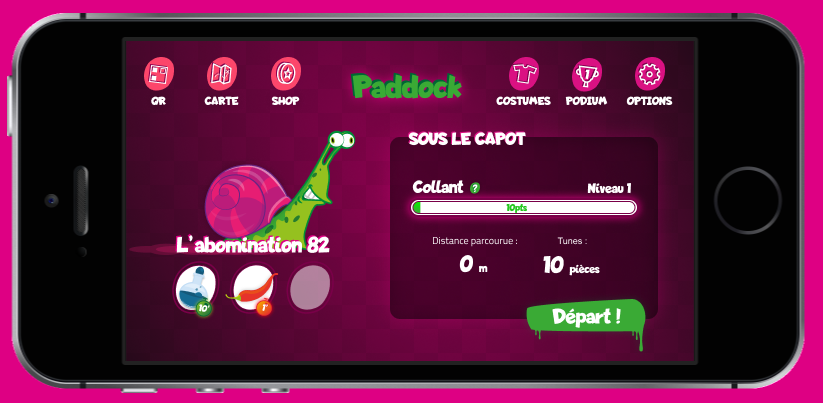 QR
CARTE
SHOP
Paddock
COSTUMES
PODIUM
OPTIONS
SOUS LE CAPOT
Collant ?
Niveau 1
10pts
Distance parcourue :
Tunes :
0 m
10 pièces
L'abomination 82
10'
1'
Départ !